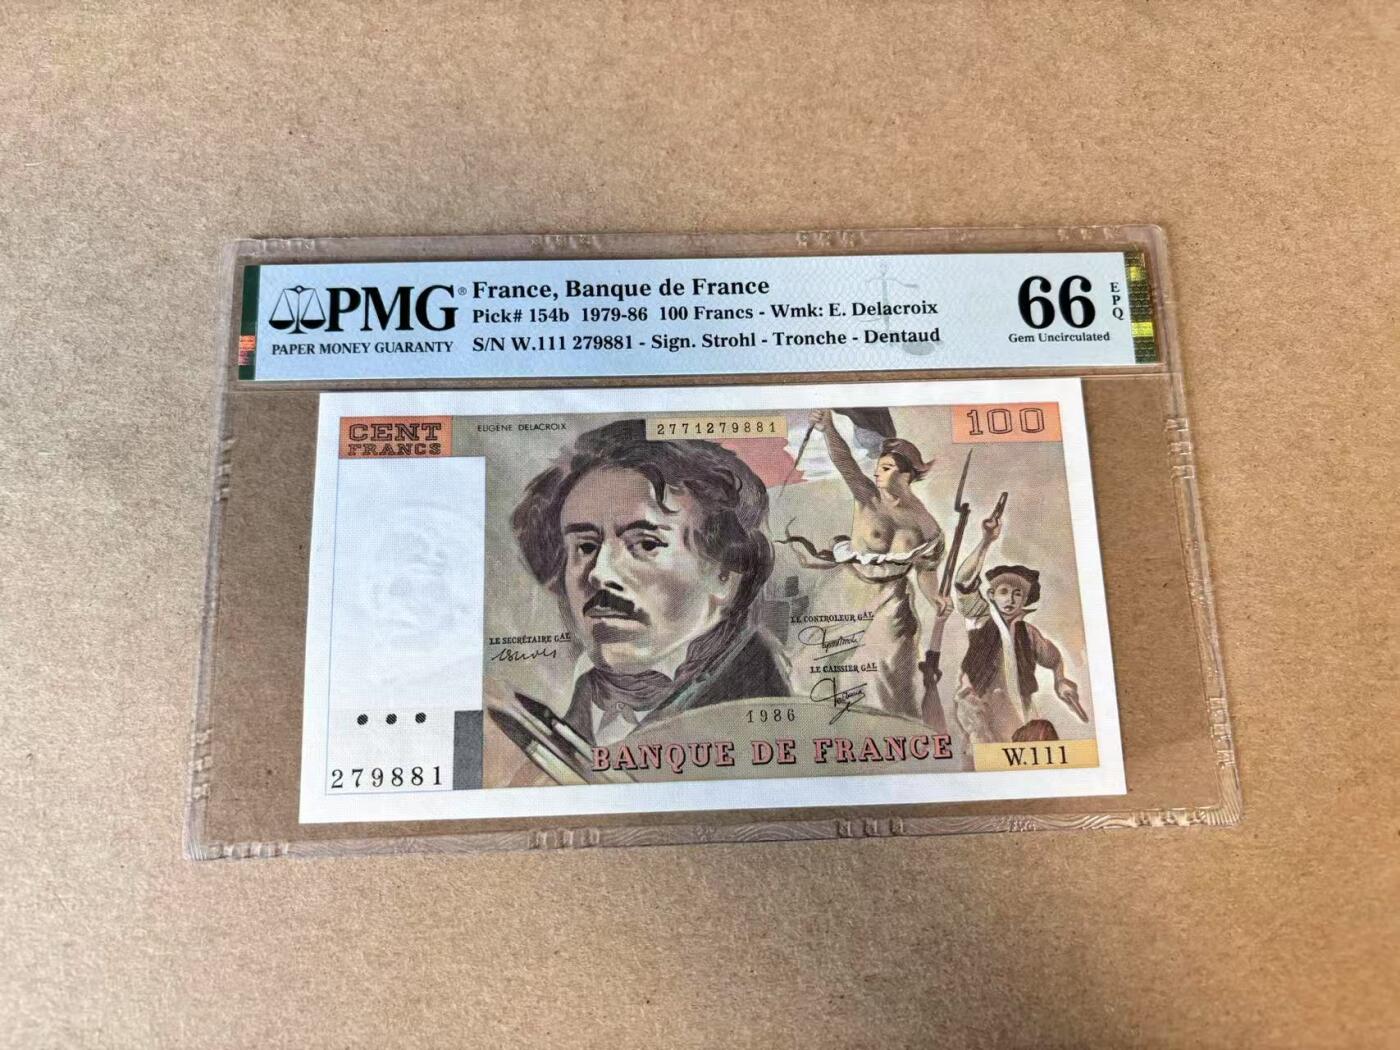 PMG®
PAPER MONEY GUARANTY
France, Banque de France
Pick# 154b 1979-86 100 Francs - Wmk: E. Delacroix
S/N W.111 279881 - Sign. Strohl - Tronche - Dentaud
66
EPQ
Gem Uncirculated
CENT
FRANCS
EUGÈNE DELACROIX
2771279881
100
LE SECRÉTAIRE GAL
LE CONTROLEUR GAL
LE CAISSIER GAL
1986
BANQUE DE FRANCE
W.111
279881